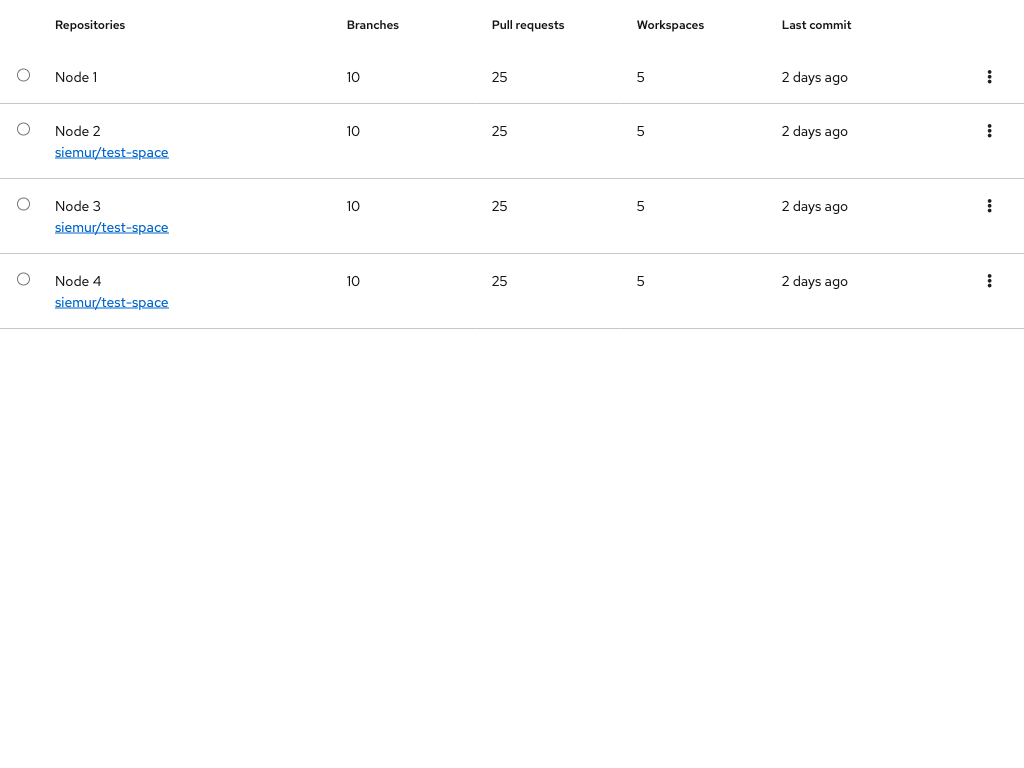 Repositories Branches Pull requests Workspaces Last commit
Node 1 10 25 5 2 days ago
Node 2 10 25 5 2 days ago
siemur/test-space
Node 3 10 25 5 2 days ago
siemur/test-space
Node 4 10 25 5 2 days ago
siemur/test-space